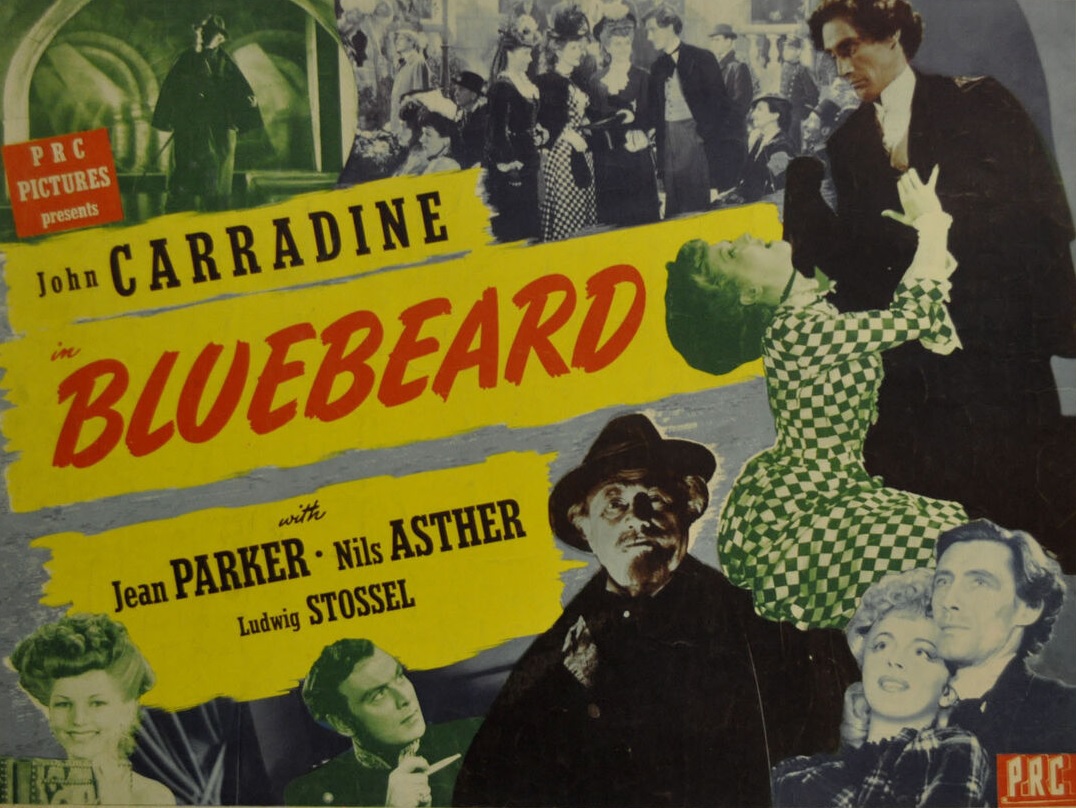 PRC
PICTURES
presents
John CARRADINE
in
BLUEBEARD
with
Jean PARKER · Nils ASTHER
Ludwig STOSSEL
PRC